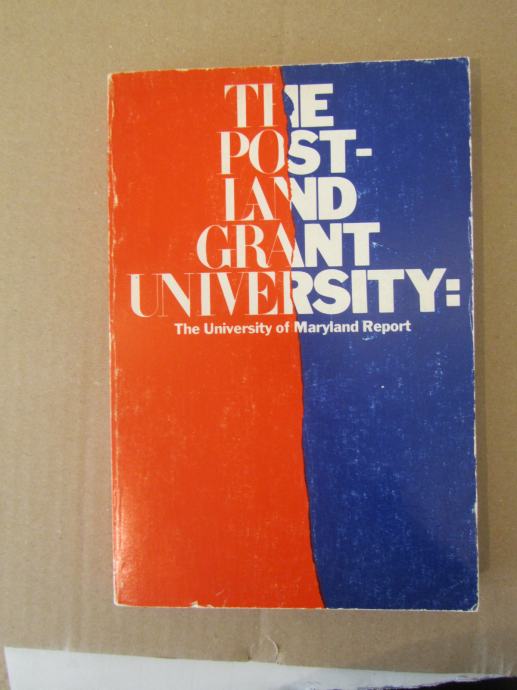 THE
POST-
LAND
GRANT
UNIVERSITY:
The University of Maryland Report